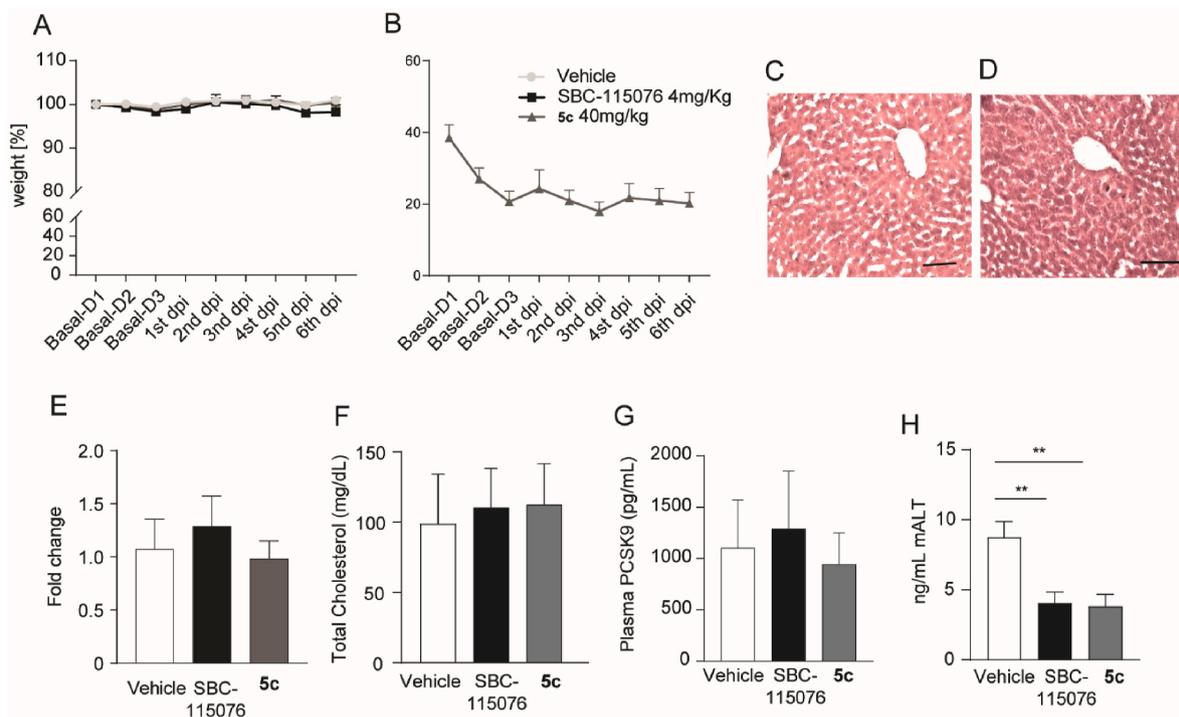 A
110
100
90
80
60
40
20
0
weight [%]
Basal-D1
Basal-D2
Basal-D3
1st dpi
2nd dpi
3nd dpi
4st dpi
5nd dpi
6th dpi
B
60
40
20
0
Vehicle
SBC-115076 4mg/Kg
5c 40mg/kg
Basal-D1
Basal-D2
Basal-D3
1st dpi
2nd dpi
3nd dpi
4st dpi
5th dpi
6th dpi
C
D
E
2.0
1.5
1.0
0.5
0
Fold change
Vehicle SBC- 5c
115076
F
150
100
50
0
Total Cholesterol (mg/dL)
Vehicle SBC- 5c
115076
G
2000
1500
1000
500
0
Plasma PCSK9 (pg/mL)
Vehicle SBC- 5c
115076
H
15
10
5
0
ng/mL mALT
**
**
Vehicle SBC- 5c
115076